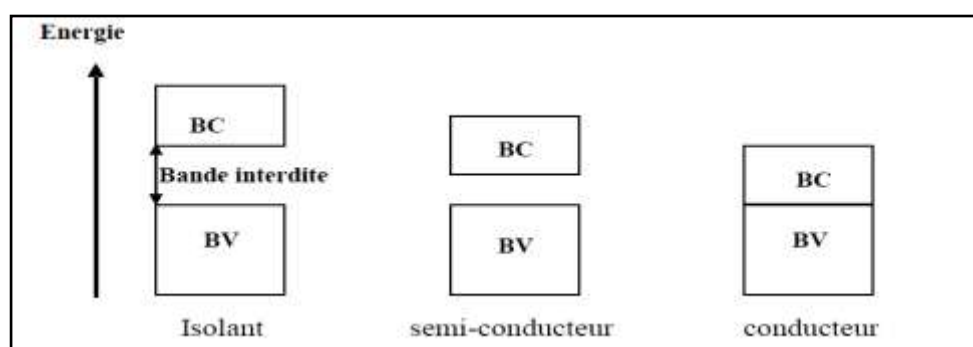 Energie
BC
BC
Bande interdite
BC
BV
BV
BV
Isolant semi-conducteur conducteur